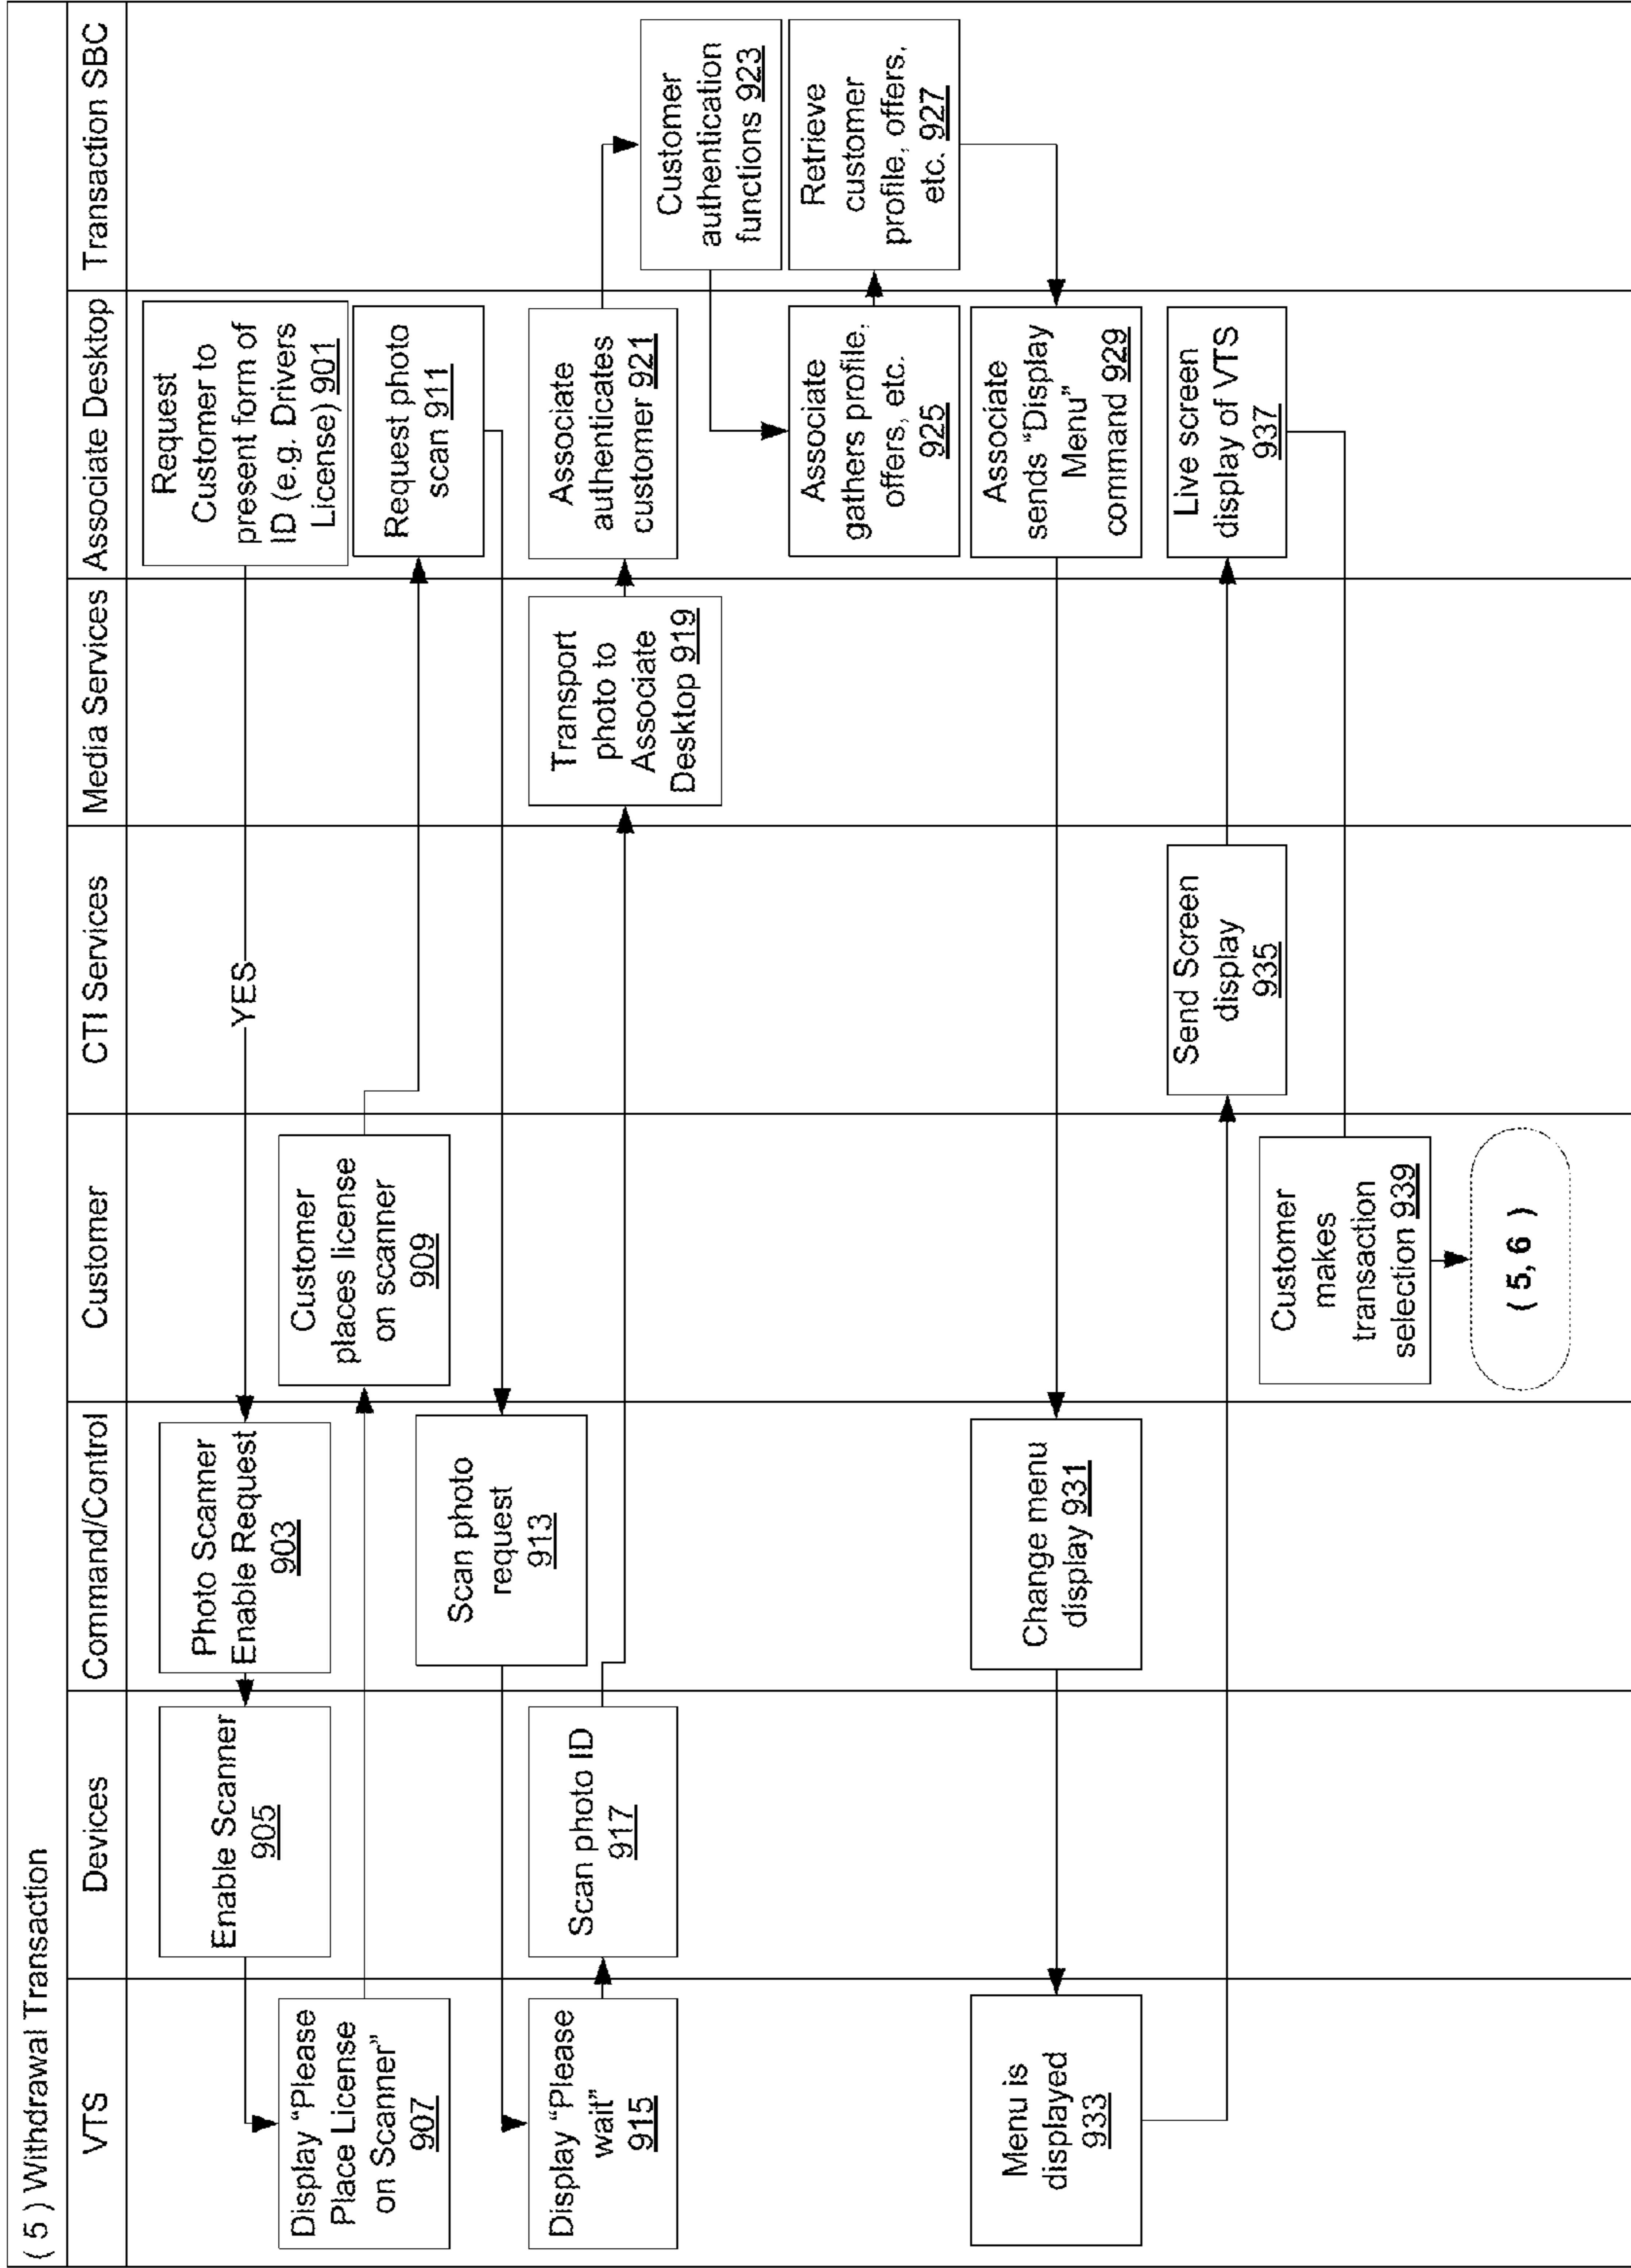 ( 5 ) Withdrawal Transaction
VTS
Devices
Command/Control
Customer
CTI Services
Media Services
Associate Desktop
Transaction SBC
Request
Customer to
present form of
ID (e.g. Drivers
License) 901
YES
Photo Scanner
Enable Request
903
Enable Scanner
905
Display “Please
Place License
on Scanner”
907
Customer
places license
on scanner
909
Request photo
scan 911
Scan photo
request
913
Display “Please
wait”
915
Scan photo ID
917
Transport
photo to
Associate
Desktop 919
Associate
authenticates
customer 921
Customer
authentication
functions 923
Associate
gathers profile,
offers, etc.
925
Retrieve
customer
profile, offers,
etc. 927
Associate
sends “Display
Menu”
command 929
Change menu
display 931
Menu is
displayed
933
Send Screen
display
935
Live screen
display of VTS
937
Customer
makes
transaction
selection 939
( 5, 6 )